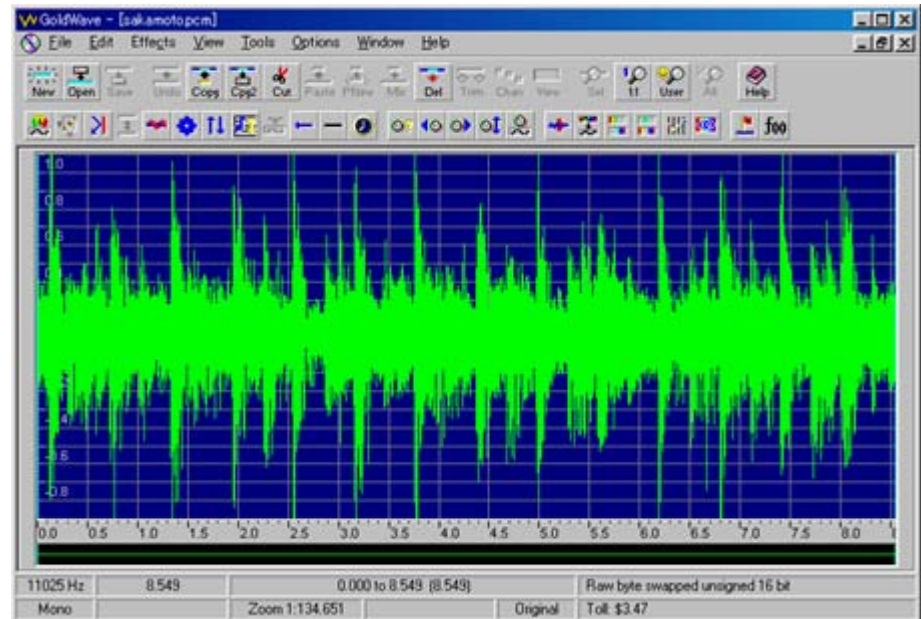 GoldWave - [sakamotopcm]
File Edit Effects View Tools Options Window Help
New Open Save Undo Copy Cpy2 Cut Paste PNew Mix Del Trim Chan View Sel 1:1 User All Help
f00
1.0
0.8
0.6
-0.6
-0.8
0.0 0.5 1.0 1.5 2.0 2.5 3.0 3.5 4.0 4.5 5.0 5.5 6.0 6.5 7.0 7.5 8.0
11025 Hz 8.549 0.000 to 8.549 (8.549) Raw byte swapped unsigned 16 bit
Mono Zoom 1:134.651 Original Toll: $3.47